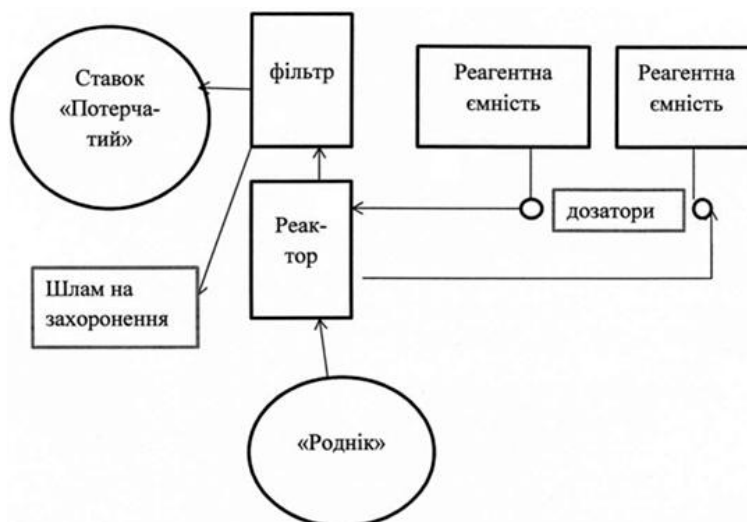 Ставок
«Потерча-
тий»
фільтр
Реагентна
ємність
Реагентна
ємність
дозатори
Реак-
тор
Шлам на
захоронення
«Роднік»